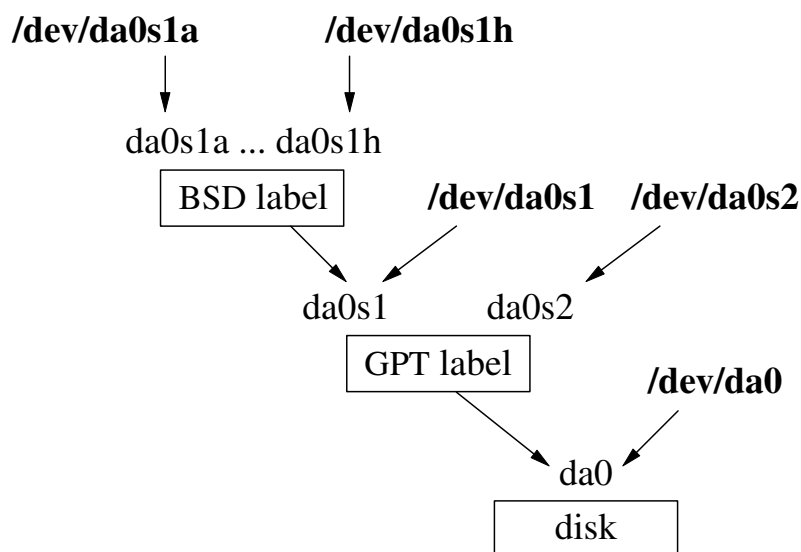 /dev/da0s1a /dev/da0s1h
da0s1a ... da0s1h
BSD label /dev/da0s1 /dev/da0s2
da0s1 da0s2
GPT label
/dev/da0
da0
disk